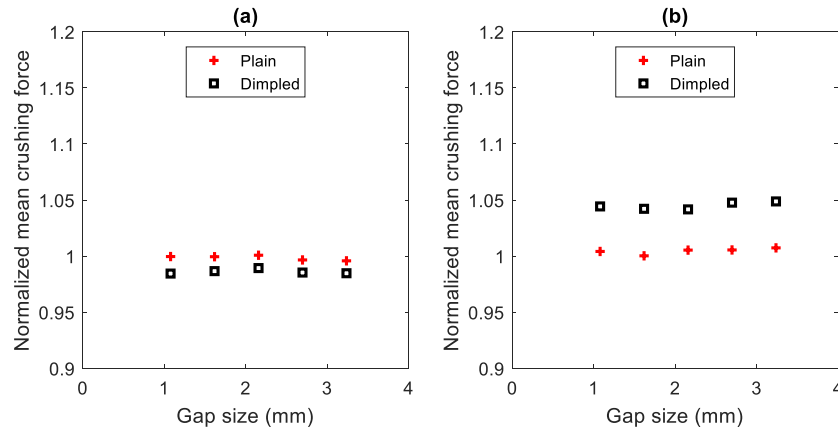 (a)
Normalized mean crushing force
1.2
1.15
1.1
1.05
1
0.95
0.9
Plain
Dimpled
0 1 2 3 4
Gap size (mm)
(b)
Normalized mean crushing force
1.2
1.15
1.1
1.05
1
0.95
0.9
Plain
Dimpled
0 1 2 3 4
Gap size (mm)